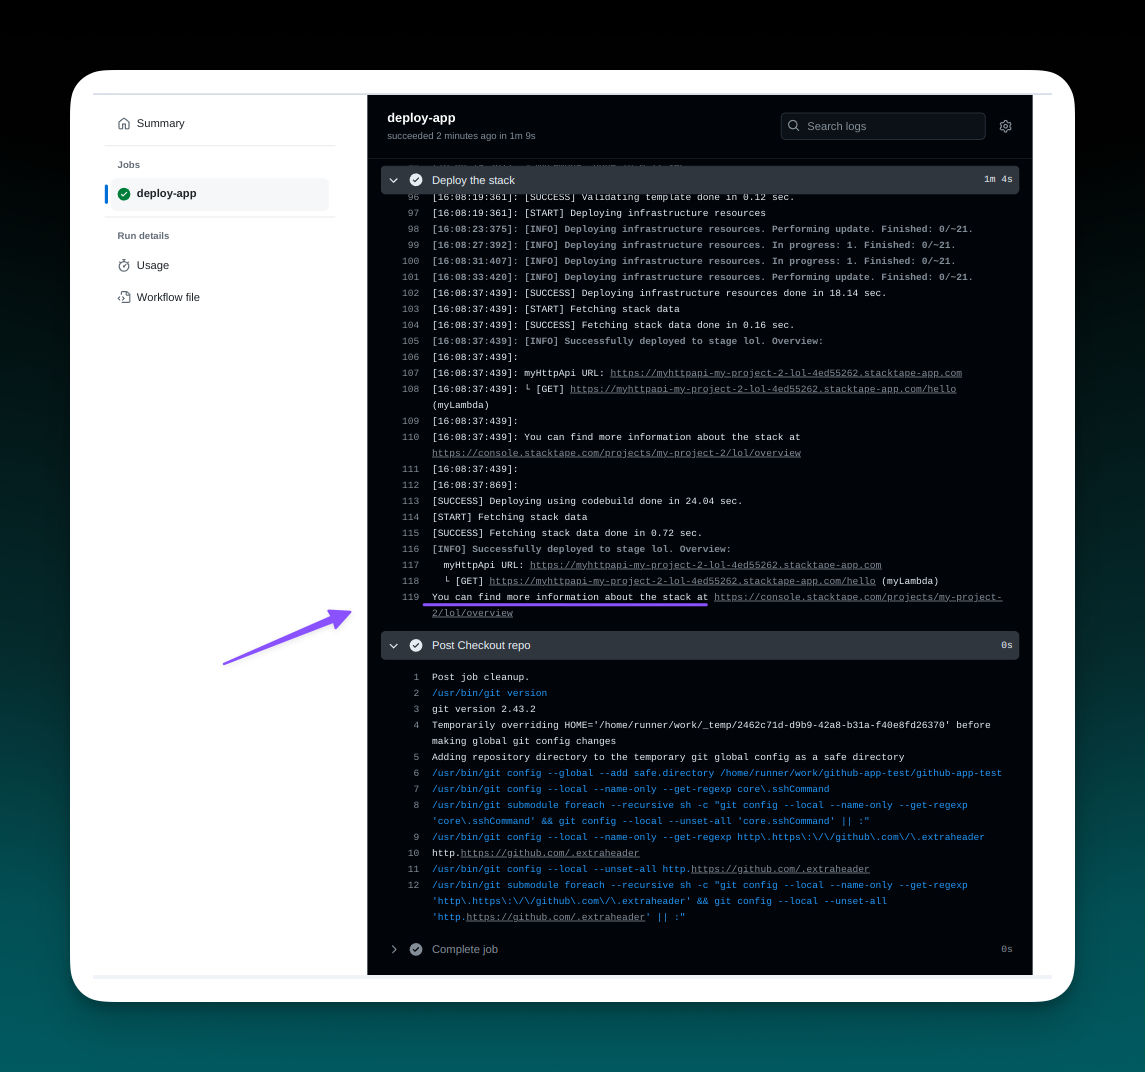 Summary
Jobs
deploy-app
Run details
Usage
Workflow file
deploy-app
succeeded 2 minutes ago in 1m 9s
Search logs
Deploy the stack 1m 4s
96 [16:08:19:361]: [SUCCESS] Validating template done in 0.12 sec.
97 [16:08:19:361]: [START] Deploying infrastructure resources
98 [16:08:23:375]: [INFO] Deploying infrastructure resources. Performing update. Finished: 0/~21.
99 [16:08:27:392]: [INFO] Deploying infrastructure resources. In progress: 1. Finished: 0/~21.
100 [16:08:31:407]: [INFO] Deploying infrastructure resources. In progress: 1. Finished: 0/~21.
101 [16:08:33:420]: [INFO] Deploying infrastructure resources. Performing update. Finished: 0/~21.
102 [16:08:37:439]: [SUCCESS] Deploying infrastructure resources done in 18.14 sec.
103 [16:08:37:439]: [START] Fetching stack data
104 [16:08:37:439]: [SUCCESS] Fetching stack data done in 0.16 sec.
105 [16:08:37:439]: [INFO] Successfully deployed to stage lol. Overview:
106 [16:08:37:439]:
107 [16:08:37:439]: myHttpApi URL: https://myhttpapi-my-project-2-lol-4ed55262.stacktape-app.com
108 [16:08:37:439]: └ [GET] https://myhttpapi-my-project-2-lol-4ed55262.stacktape-app.com/hello
(myLambda)
109 [16:08:37:439]:
110 [16:08:37:439]: You can find more information about the stack at
https://console.stacktape.com/projects/my-project-2/lol/overview
111 [16:08:37:439]:
112 [16:08:37:869]:
113 [SUCCESS] Deploying using codebuild done in 24.04 sec.
114 [START] Fetching stack data
115 [SUCCESS] Fetching stack data done in 0.72 sec.
116 [INFO] Successfully deployed to stage lol. Overview:
117 myHttpApi URL: https://myhttpapi-my-project-2-lol-4ed55262.stacktape-app.com
118 └ [GET] https://myhttpapi-my-project-2-lol-4ed55262.stacktape-app.com/hello (myLambda)
119 You can find more information about the stack at https://console.stacktape.com/projects/my-project-
2/lol/overview
Post Checkout repo 0s
1 Post job cleanup.
2 /usr/bin/git version
3 git version 2.43.2
4 Temporarily overriding HOME='/home/runner/work/_temp/2462c71d-d9b9-42a8-b31a-f40e8fd26370' before
making global git config changes
5 Adding repository directory to the temporary git global config as a safe directory
6 /usr/bin/git config --global --add safe.directory /home/runner/work/github-app-test/github-app-test
7 /usr/bin/git config --local --name-only --get-regexp core\.sshCommand
8 /usr/bin/git submodule foreach --recursive sh -c "git config --local --name-only --get-regexp
'core\.sshCommand' && git config --local --unset-all 'core.sshCommand' || :"
9 /usr/bin/git config --local --name-only --get-regexp http\.https\:\/\/github\.com\/\.extraheader
10 http.https://github.com/.extraheader
11 /usr/bin/git config --local --unset-all http.https://github.com/.extraheader
12 /usr/bin/git submodule foreach --recursive sh -c "git config --local --name-only --get-regexp
'http\.https\:\/\/github\.com\/\.extraheader' && git config --local --unset-all
'http.https://github.com/.extraheader' || :"
Complete job 0s